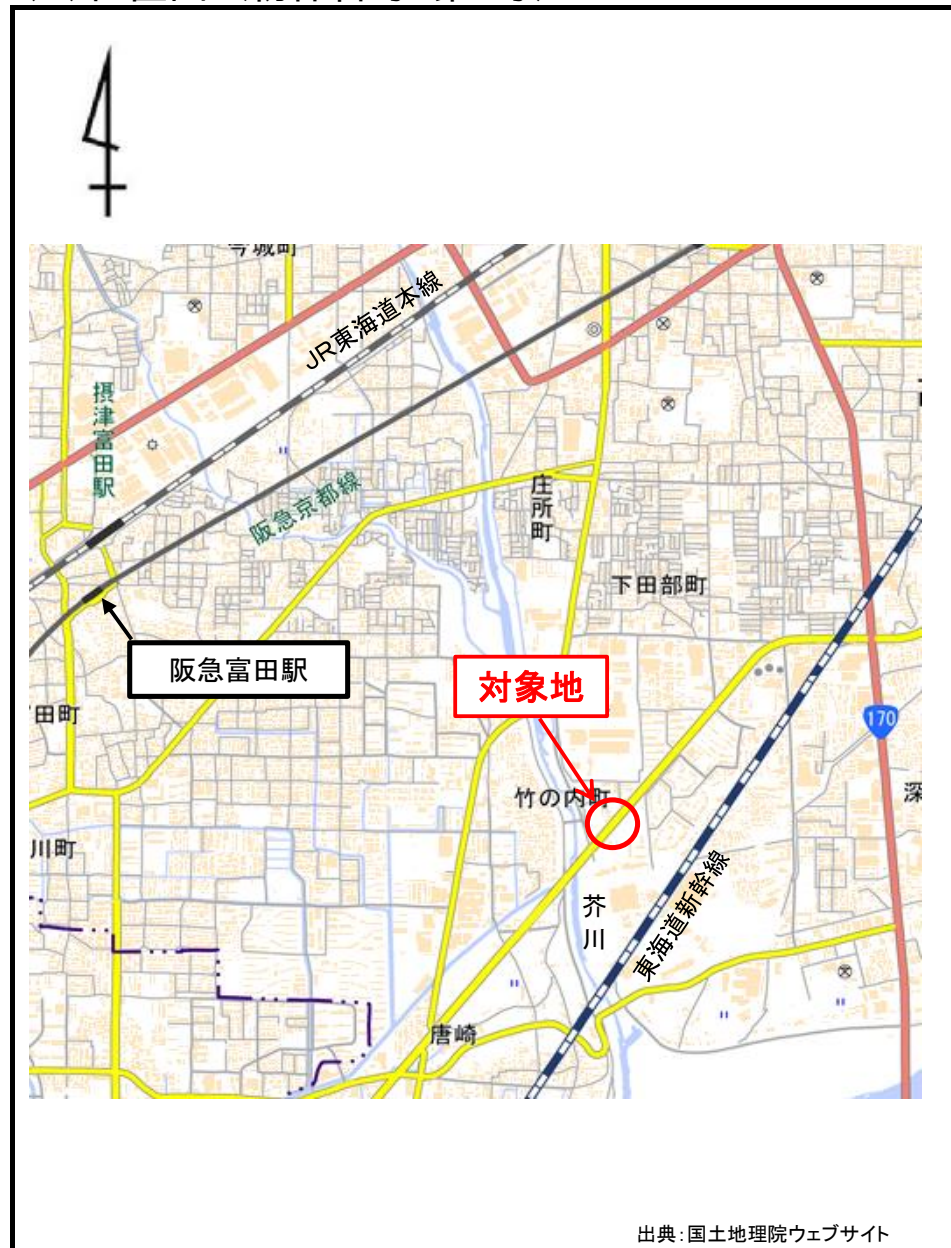 今城町
JR東海道本線
摂津富田駅
阪急京都線
庄所町
下田部町
阪急富田駅
対象地
田町
170
竹の内町
深
川町
芥川
東海道新幹線
唐崎
出典：国土地理院ウェブサイト